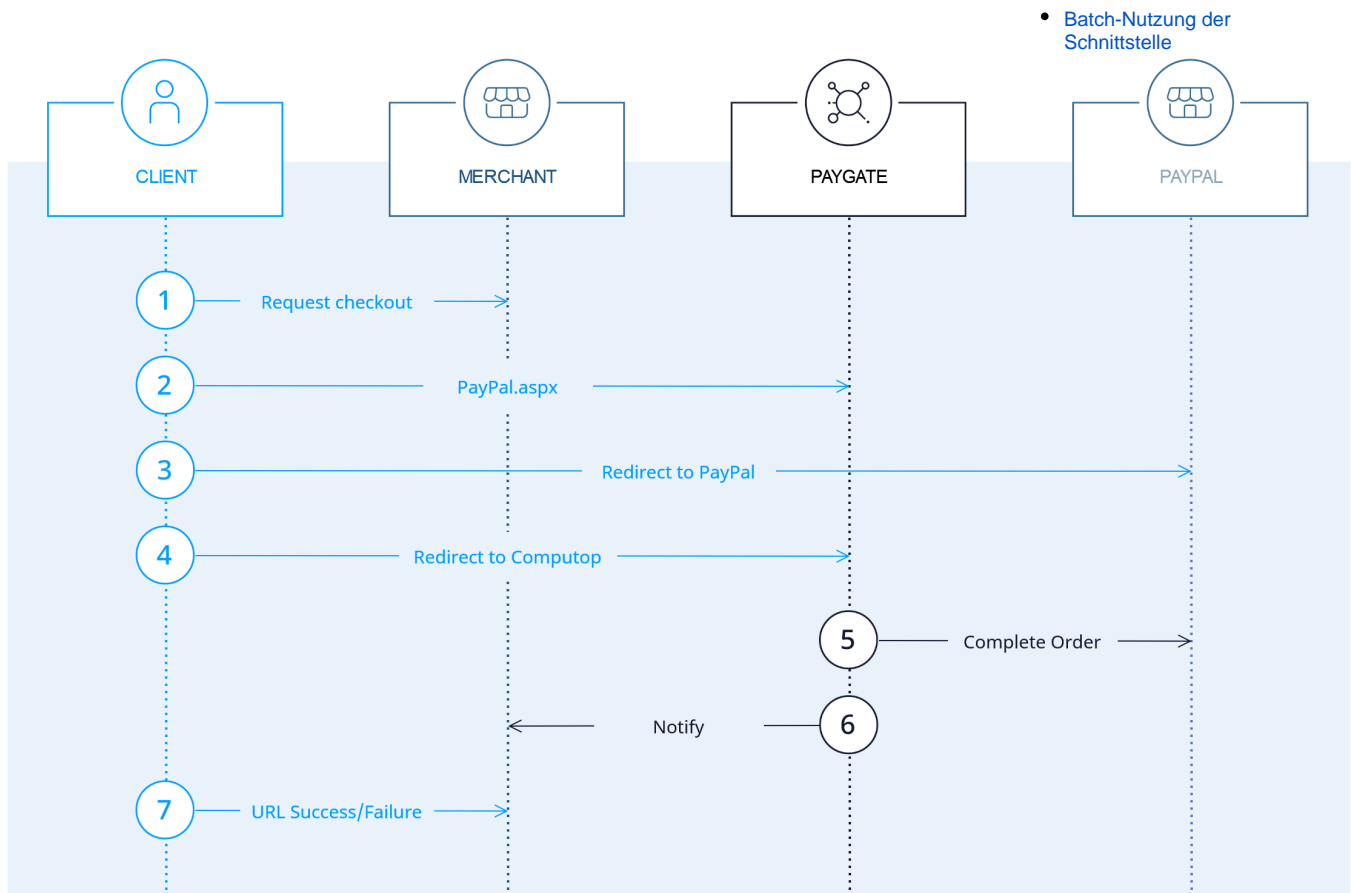 • Batch-Nutzung der
Schnittstelle
CLIENT
MERCHANT
PAYGATE
PAYPAL
1
Request checkout
2
PayPal.aspx
3
Redirect to PayPal
4
Redirect to Computop
5
Complete Order
6
Notify
7
URL Success/Failure